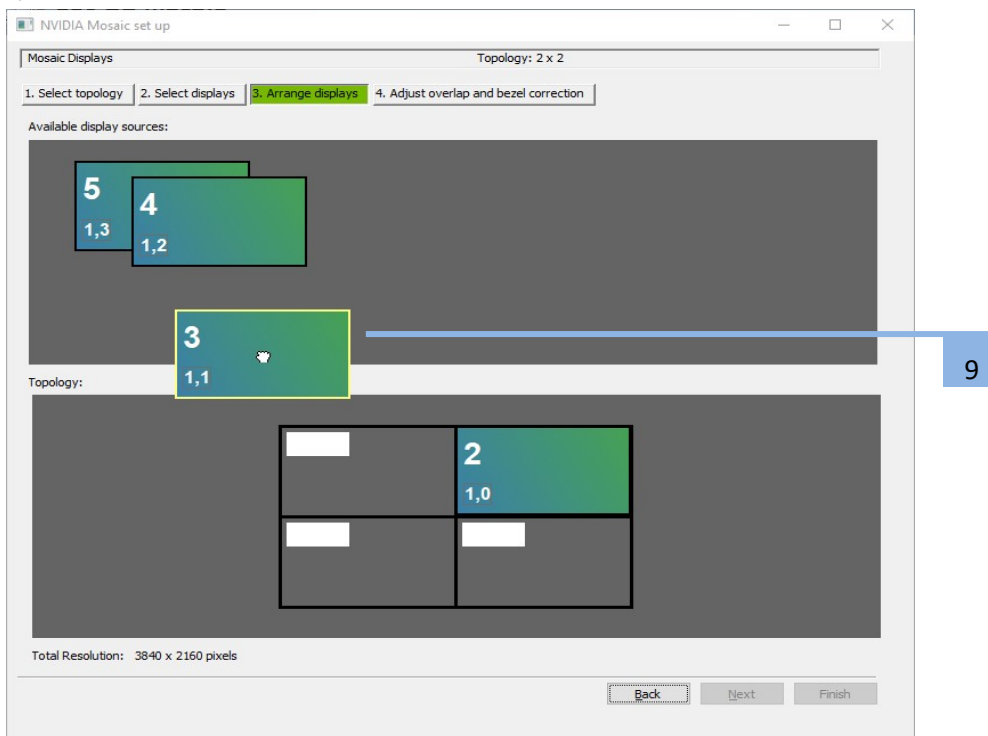 NVIDIA Mosaic set up
Mosaic Displays Topology: 2 x 2
1. Select topology 2. Select displays 3. Arrange displays 4. Adjust overlap and bezel correction
Available display sources:
5
1,3
4
1,2
3
1,1
9
Topology:
2
1,0
Total Resolution: 3840 x 2160 pixels
Back Next Finish